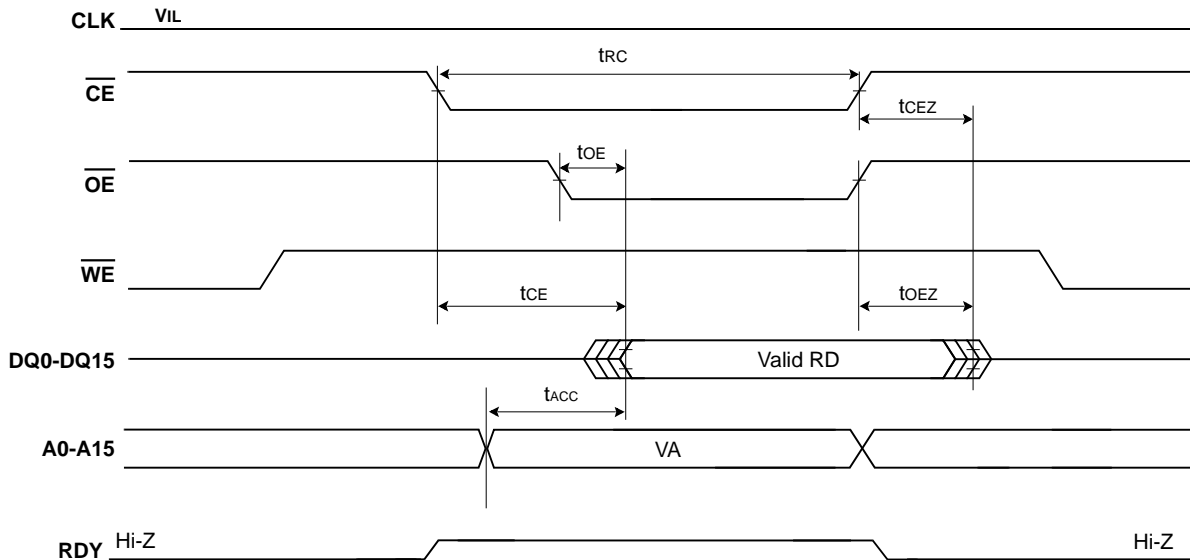 CLK VIL
tRC
CE
tCEZ
tOE
OE
WE
tCE
tOEZ
DQ0-DQ15 Valid RD
tACC
A0-A15 VA
RDY Hi-Z Hi-Z